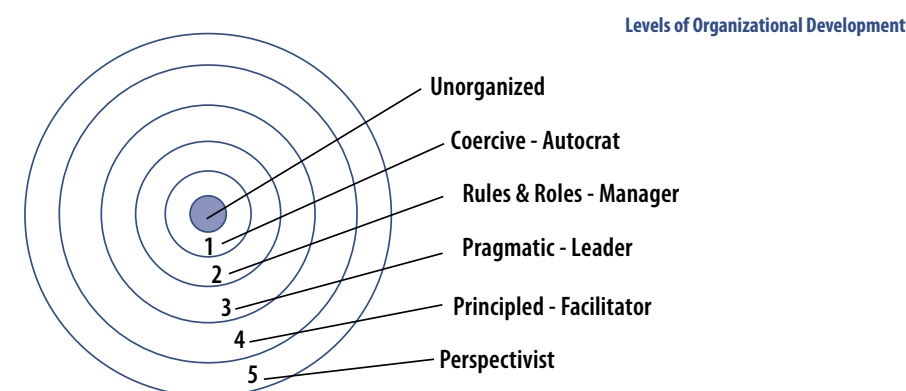 Levels of Organizational Development
Unorganized
Coercive - Autocrat
Rules & Roles - Manager
1
2
Pragmatic - Leader
3
Principled - Facilitator
4
Perspectivist
5